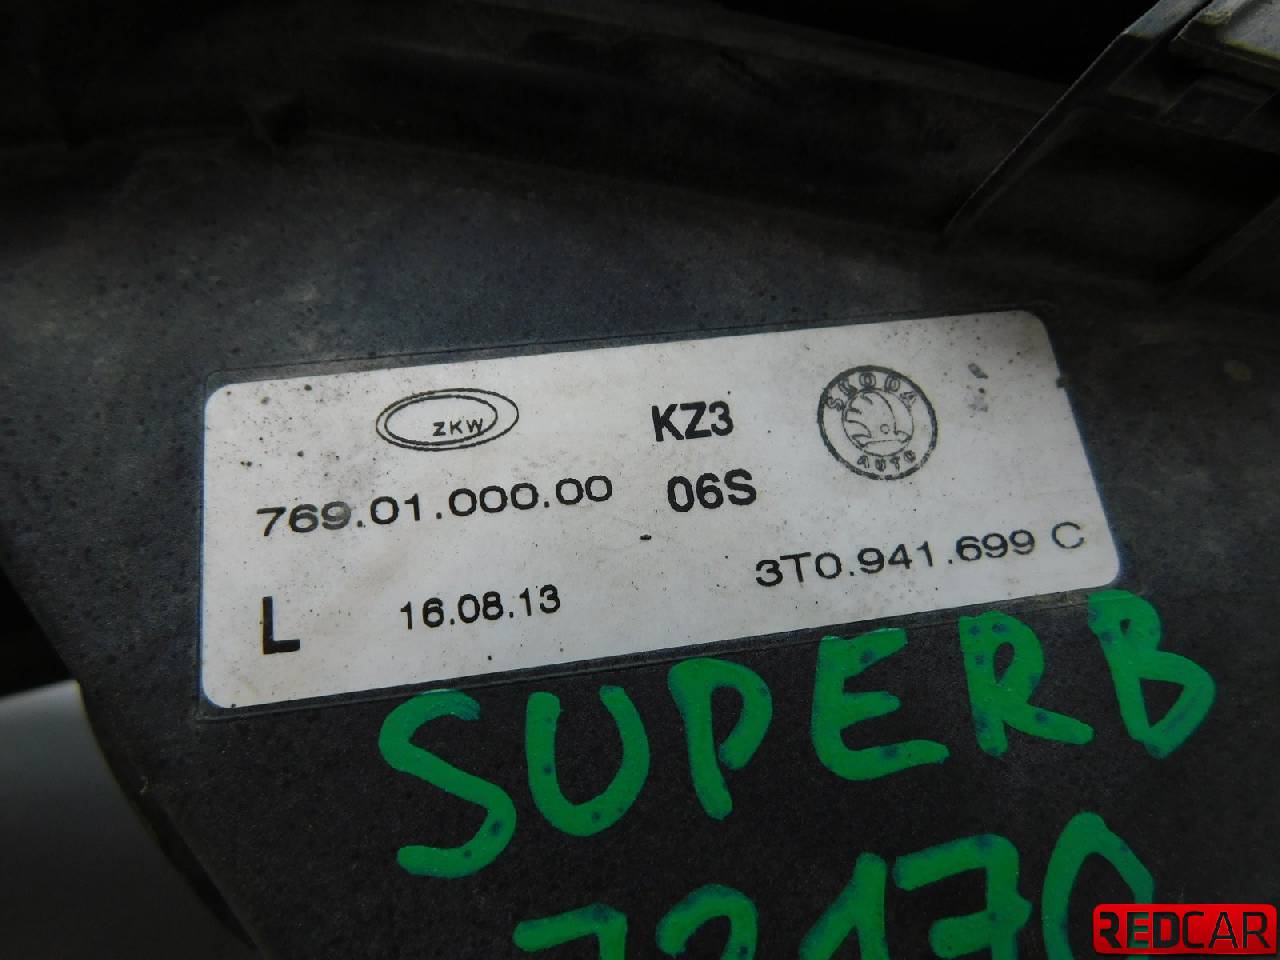 ZKW
KZ3
SKODA
AUTO
769.01.000.00
06S
L
16.08.13
3T0.941.699 C
SUPERB
REDCAR